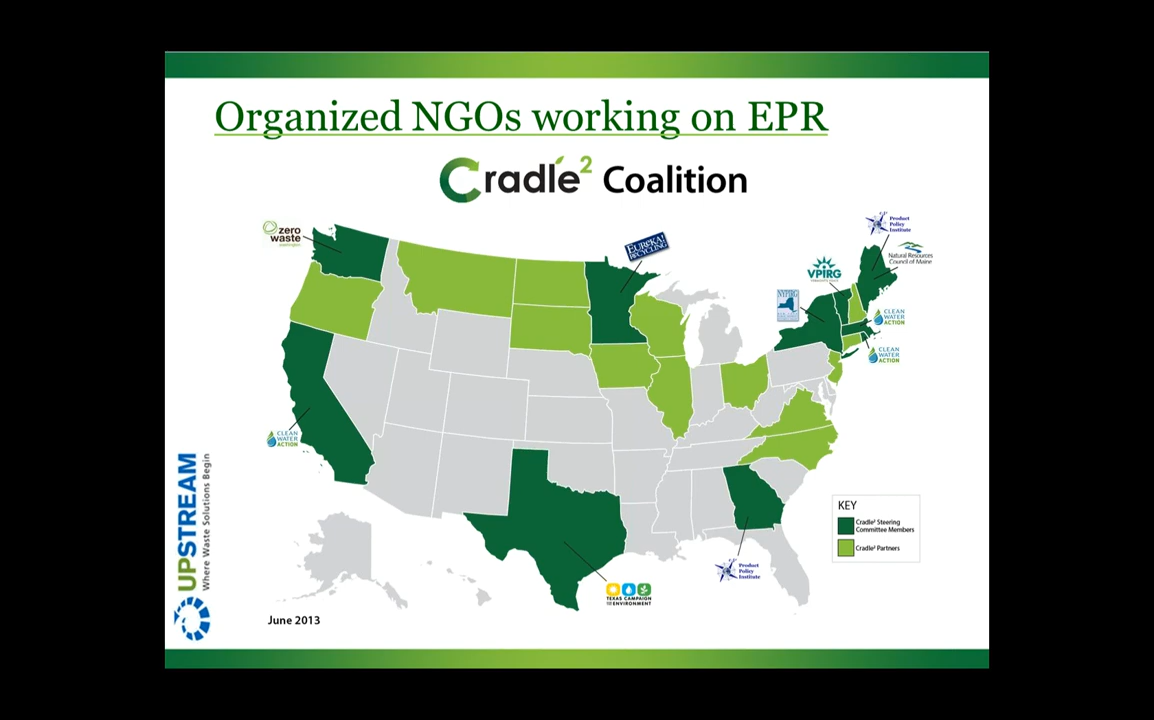 Organized NGOs working on EPR
Cradle² Coalition
zero
waste
washington
EUREKA!
RECYCLING
Product
Policy
Institute
Natural Resources
Council of Maine
VPIRG
NYPIRG
CLEAN
WATER
ACTION
CLEAN
WATER
ACTION
CLEAN
WATER
ACTION
UPSTREAM
Where Waste Solutions Begin
KEY
Cradle² Steering
Committee Members
Cradle² Partners
Product
Policy
Institute
TEXAS CAMPAIGN
FOR THE ENVIRONMENT
June 2013